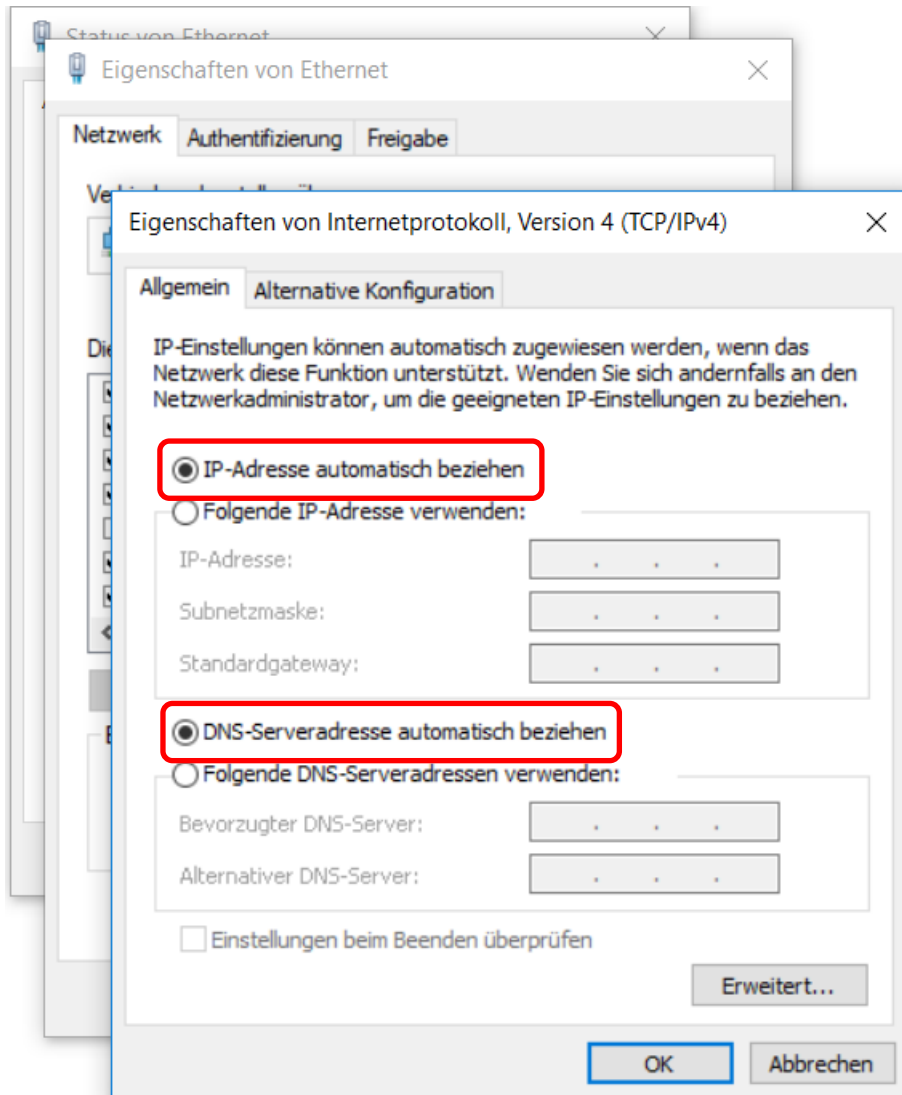 Status von Ethernet
Eigenschaften von Ethernet
Netzwerk
Authentifizierung
Freigabe
Eigenschaften von Internetprotokoll, Version 4 (TCP/IPv4)
Allgemein
Alternative Konfiguration
IP-Einstellungen können automatisch zugewiesen werden, wenn das
Netzwerk diese Funktion unterstützt. Wenden Sie sich andernfalls an den
Netzwerkadministrator, um die geeigneten IP-Einstellungen zu beziehen.
IP-Adresse automatisch beziehen
Folgende IP-Adresse verwenden:
IP-Adresse:
Subnetzmaske:
Standardgateway:
DNS-Serveradresse automatisch beziehen
Folgende DNS-Serveradressen verwenden:
Bevorzugter DNS-Server:
Alternativer DNS-Server:
Einstellungen beim Beenden überprüfen
Erweitert...
OK
Abbrechen